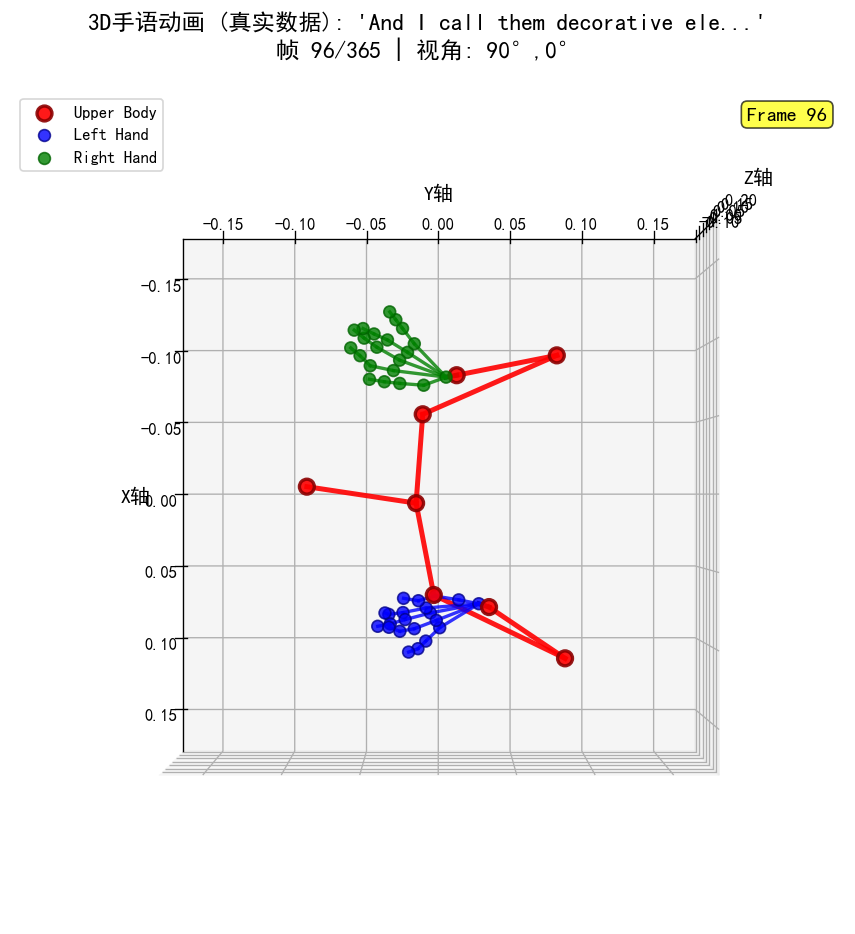 3D手语动画 (真实数据): 'And I call them decorative ele...'
帧 96/365 | 视角: 90°,0°
Upper Body
Left Hand
Right Hand
Frame 96
Z轴
Y轴
-0.15 -0.10 -0.05 0.00 0.05 0.10 0.15
-0.15
-0.10
-0.05
X轴
0.00
0.05
0.10
0.15